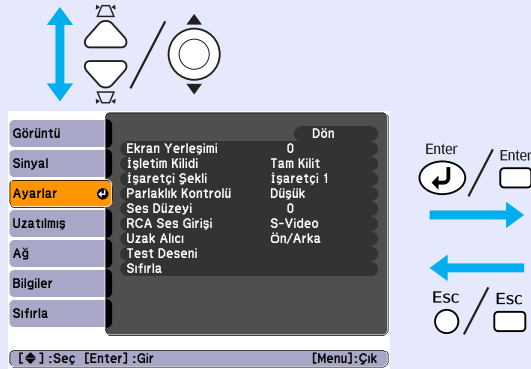 Görüntü
Sinyal
Ayarlar
Uzatılmış
Ağ
Bilgiler
Sıfırla
Dön
Ekran Yerleşimi 0
İşletim Kilidi Tam Kilit
İşaretçi Şekli İşaretçi 1
Parlaklık Kontrolü Düşük
Ses Düzeyi 0
RCA Ses Girişi S-Video
Uzak Alıcı Ön/Arka
Test Deseni
Sıfırla
[ ] :Seç [Enter] :Gir [Menu]:Çık
Enter Enter
Esc Esc